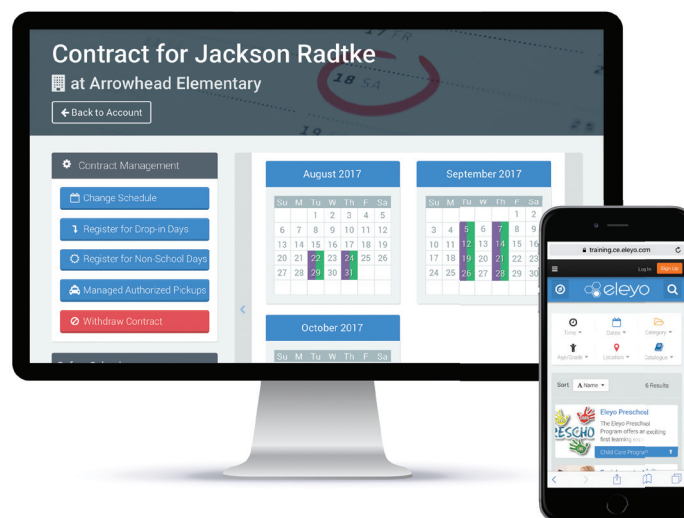 17 FR
Contract for Jackson Radtke
18 SA
at Arrowhead Elementary
Back to Account
19
Contract Management
Change Schedule
Register for Drop-in Days
Register for Non-School Days
Managed Authorized Pickups
Withdraw Contract
August 2017
Su M Tu W Th F Sa
1 2 3 4 5
6 7 8 9 10 11 12
13 14 15 16 17 18 19
20 21 22 23 24 25 26
27 28 29 30 31
September 2017
Su M Tu W Th F Sa
1 2
3 4 5 6 7 8 9
10 11 12 13 14 15 16
17 18 19 20 21 22 23
24 25 26 27 28 29 30
October 2017
Su M Tu W Th F Sa
training.ce.eleyo.com
Log In Sign Up
eleyo
Time Dates Category
Age/Grade Location Catalogue
Sort A Name 6 Results
Eleyo Preschool
The Eleyo Preschool
Program offers an exciting
first learning
Child Care Program